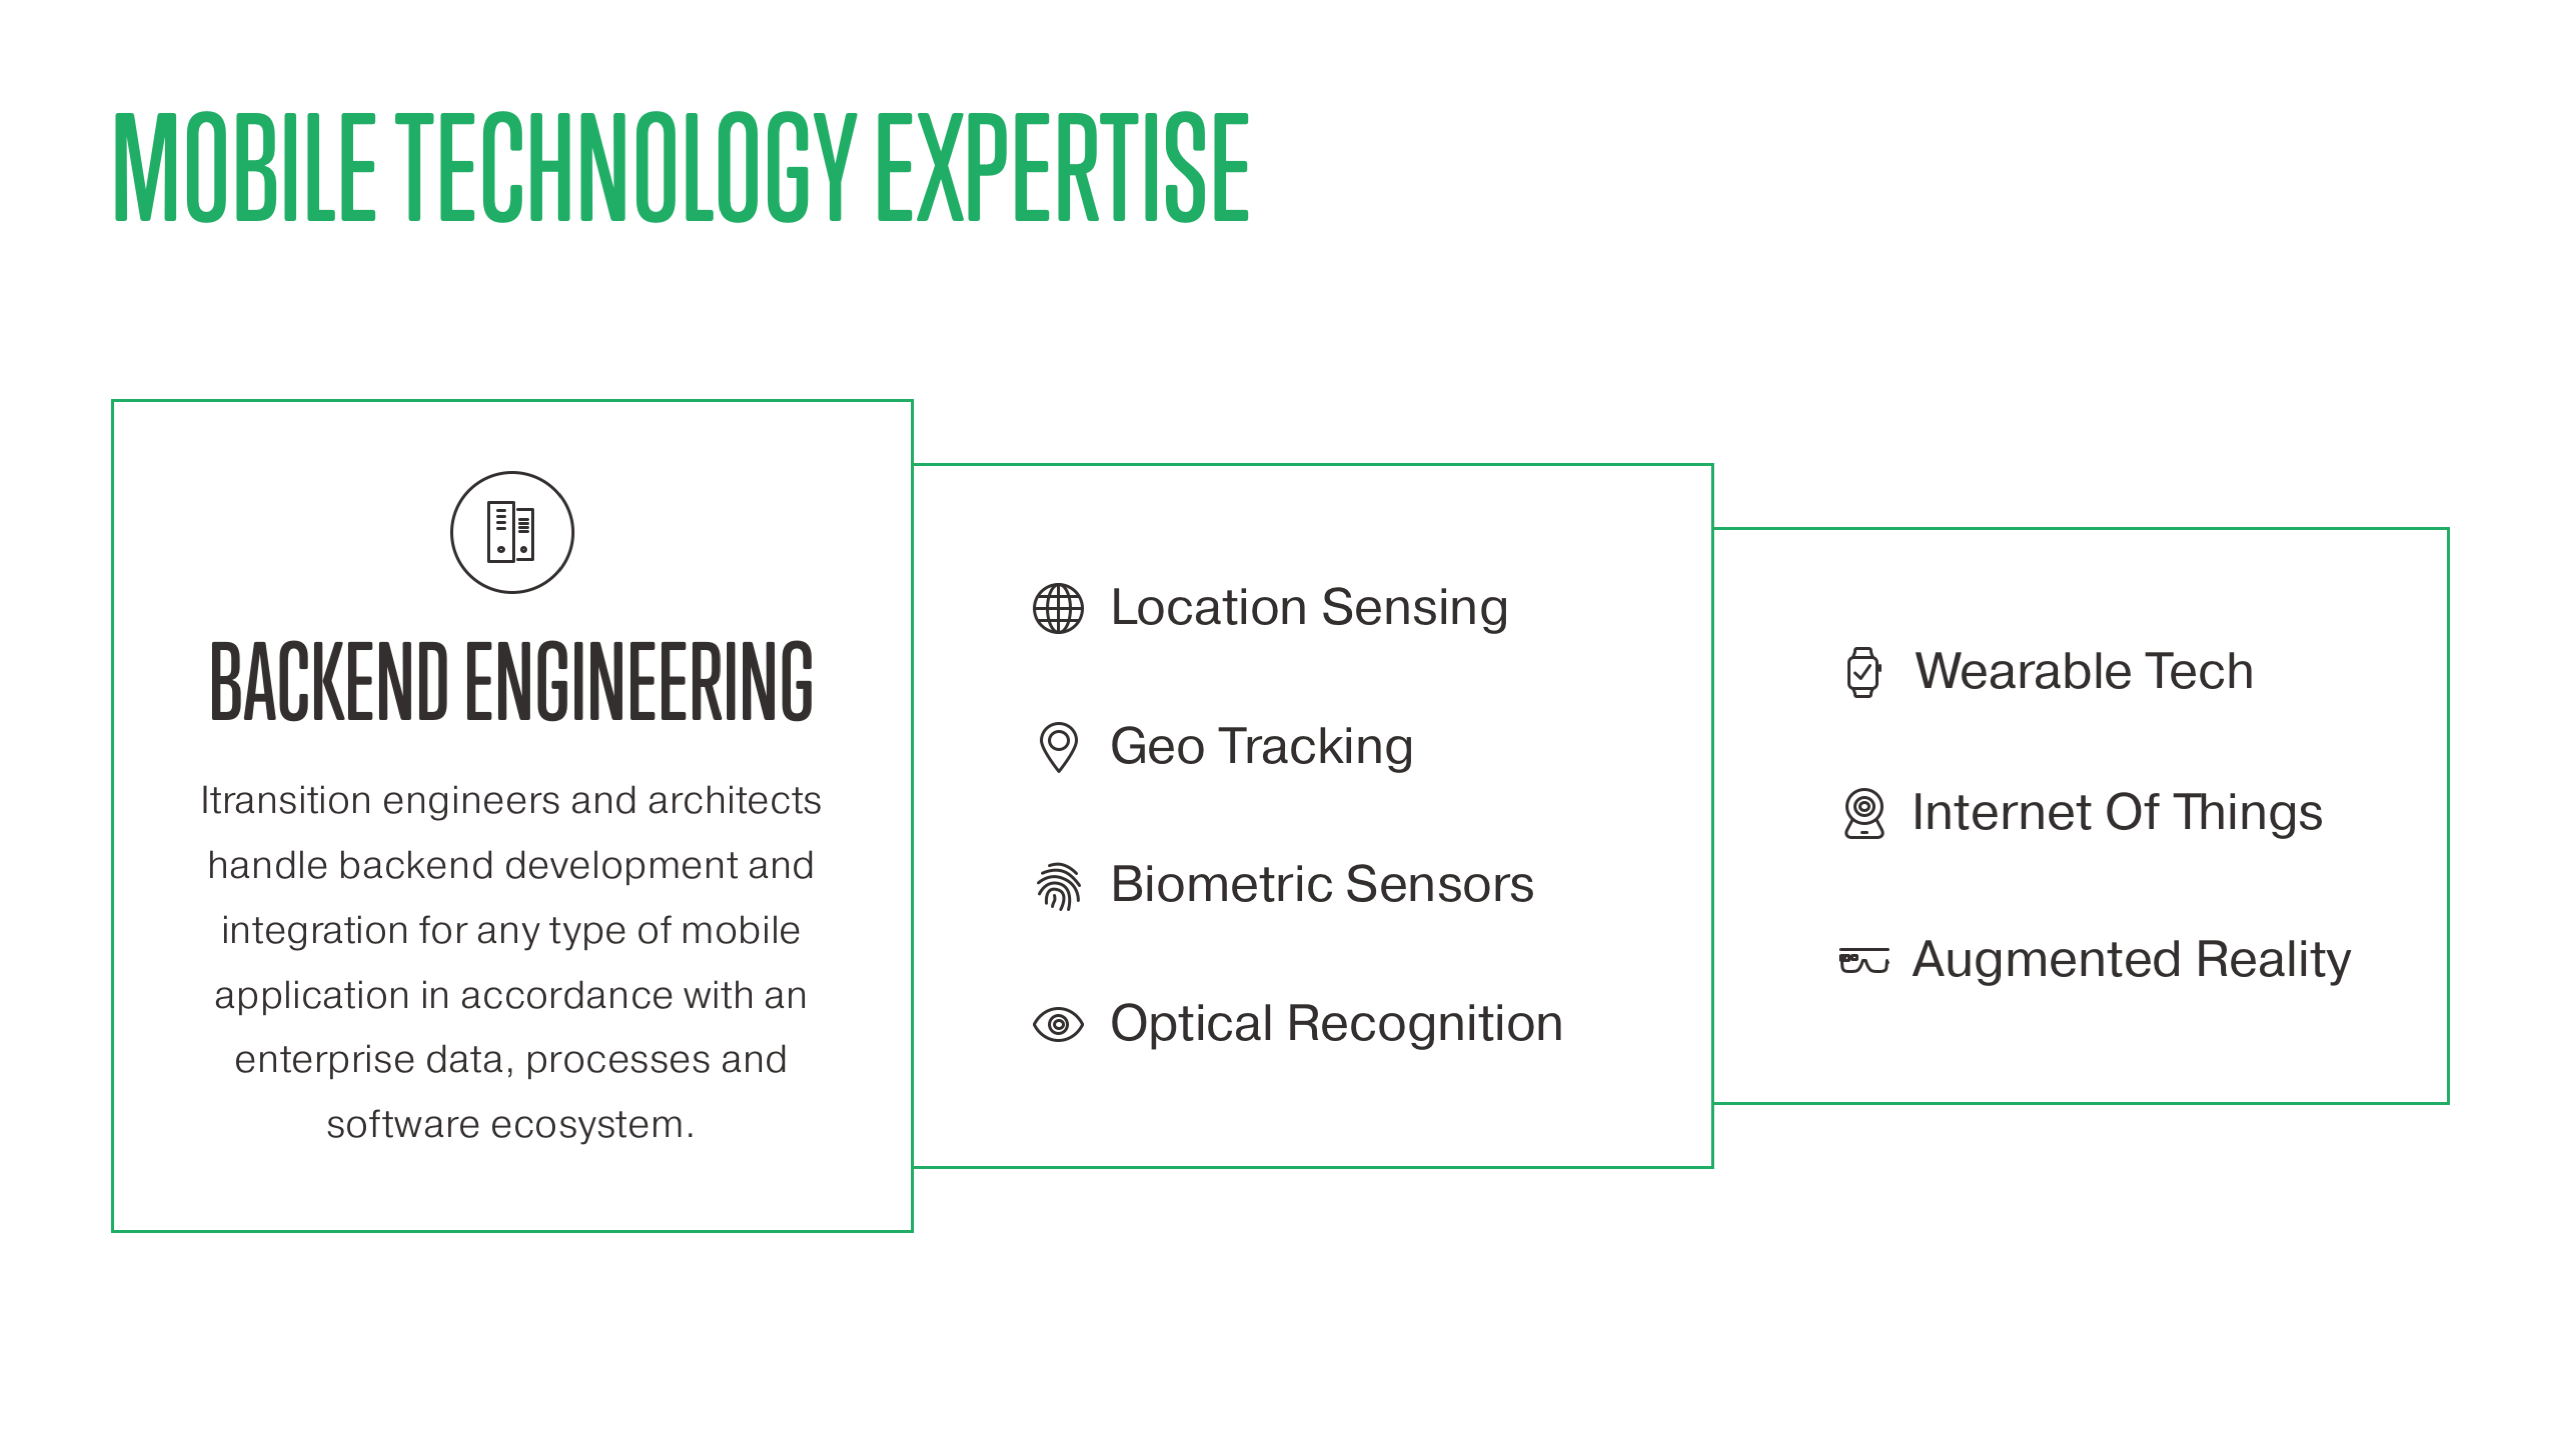 MOBILE TECHNOLOGY EXPERTISE
BACKEND ENGINEERING
Itransition engineers and architects
handle backend development and
integration for any type of mobile
application in accordance with an
enterprise data, processes and
software ecosystem.
Location Sensing
Geo Tracking
Biometric Sensors
Optical Recognition
Wearable Tech
Internet Of Things
Augmented Reality